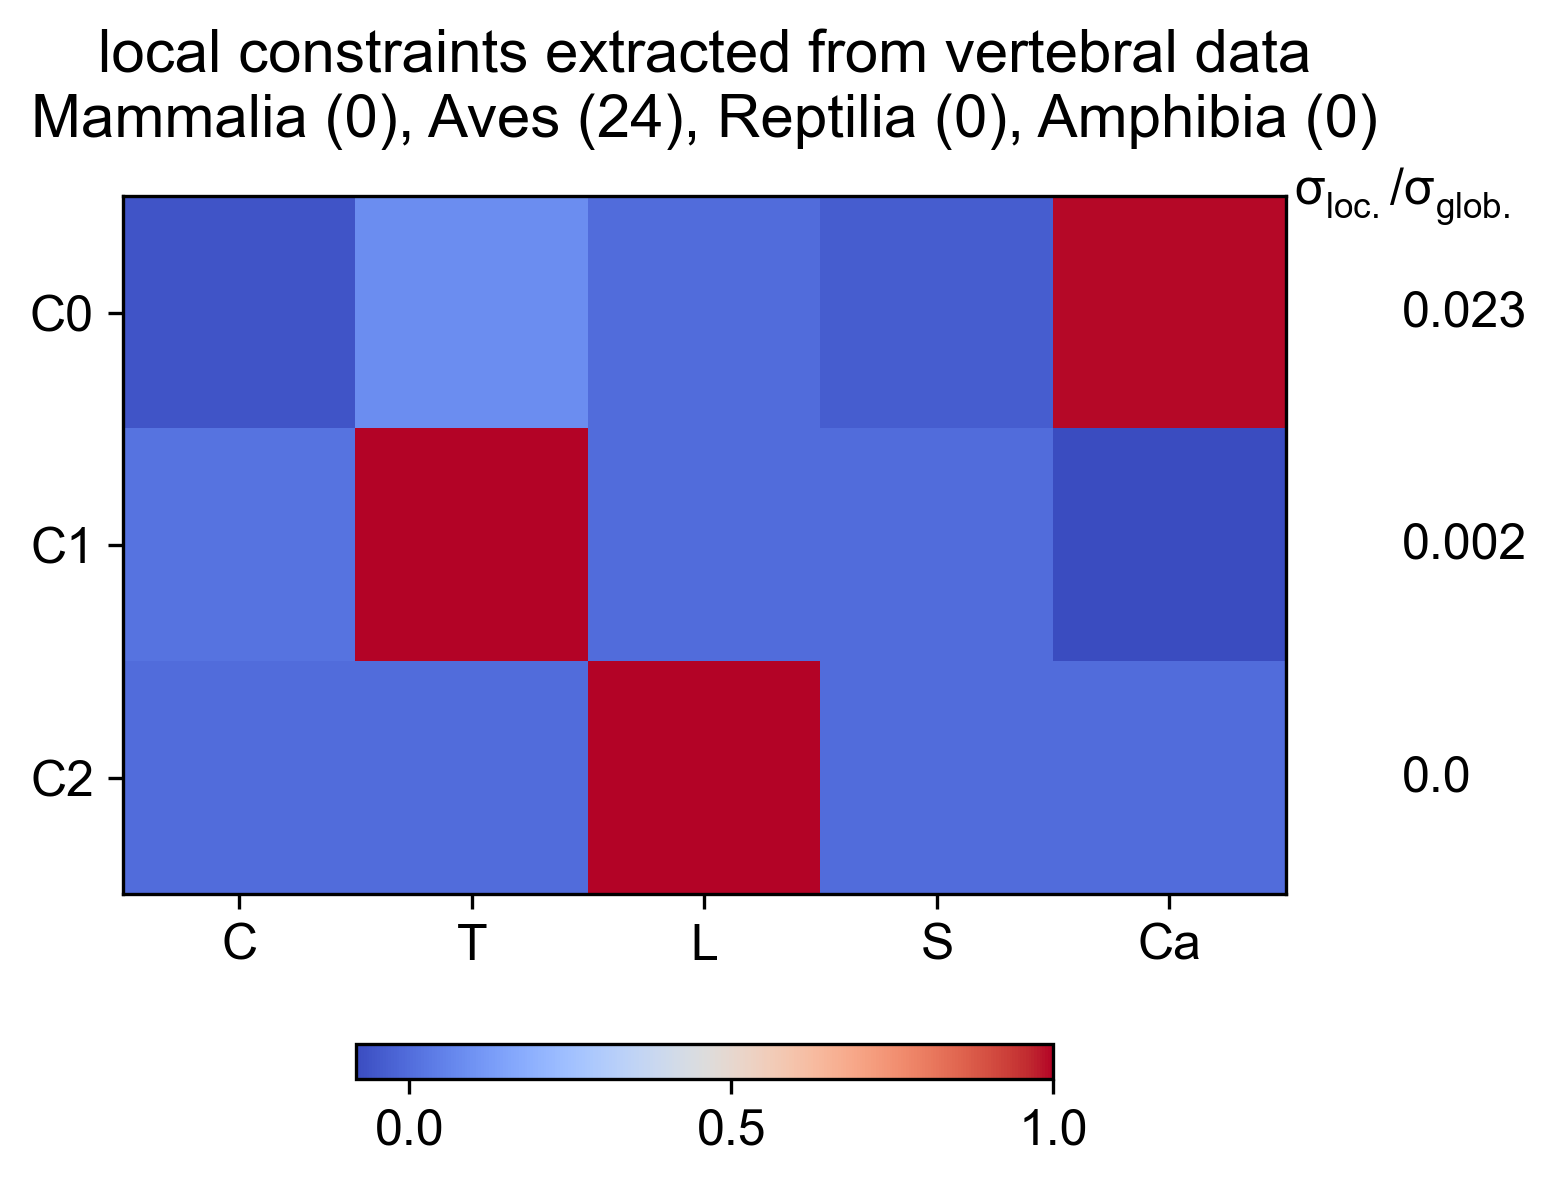 local constraints extracted from vertebral data
Mammalia (0), Aves (24), Reptilia (0), Amphibia (0)
σloc. /σglob.
C0 0.023
C1 0.002
C2 0.0
C T L S Ca
0.0 0.5 1.0